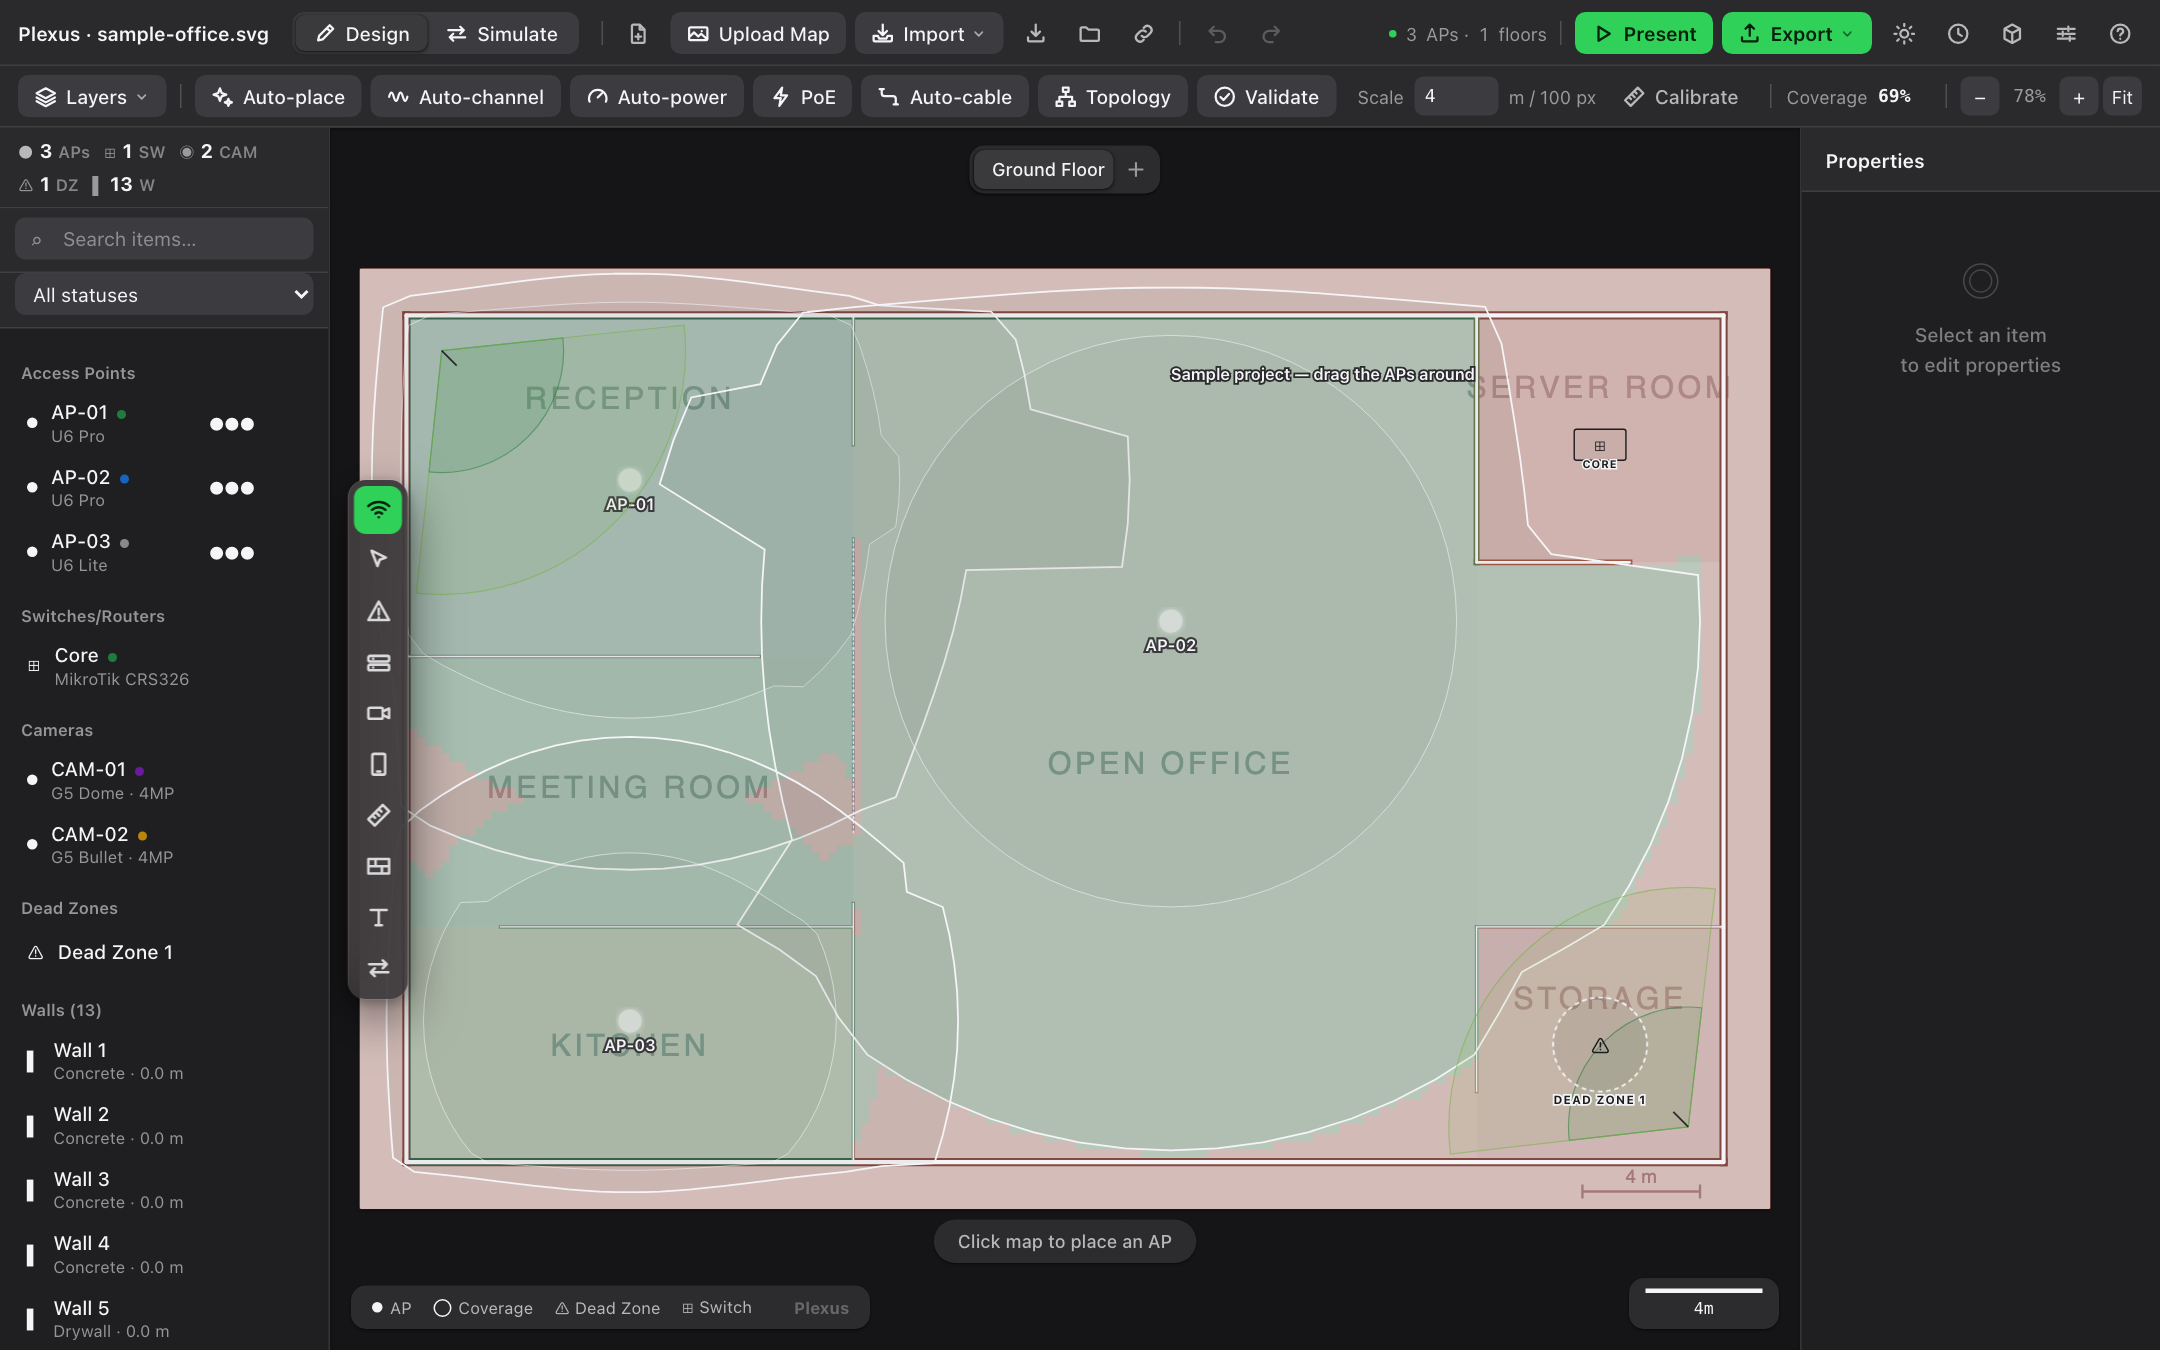 Plexus · sample-office.svg
Design
Simulate
Upload Map
Import
3 APs · 1 floors
Present
Export
Layers
Auto-place
Auto-channel
Auto-power
PoE
Auto-cable
Topology
Validate
Scale 4 m / 100 px
Calibrate
Coverage 69%
− 78% + Fit
3 APs 1 SW 2 CAM
1 DZ 13 W
Search items...
All statuses
Access Points
AP-01
U6 Pro
AP-02
U6 Pro
AP-03
U6 Lite
Switches/Routers
Core
MikroTik CRS326
Cameras
CAM-01
G5 Dome · 4MP
CAM-02
G5 Bullet · 4MP
Dead Zones
Dead Zone 1
Walls (13)
Wall 1
Concrete · 0.0 m
Wall 2
Concrete · 0.0 m
Wall 3
Concrete · 0.0 m
Wall 4
Concrete · 0.0 m
Wall 5
Drywall · 0.0 m
Ground Floor +
Sample project — drag the APs around
RECEPTION
SERVER ROOM
CORE
AP-01
AP-02
MEETING ROOM
OPEN OFFICE
KITCHEN
AP-03
STORAGE
DEAD ZONE 1
4 m
Click map to place an AP
AP
Coverage
Dead Zone
Switch
Plexus
4m
Properties
Select an item
to edit properties